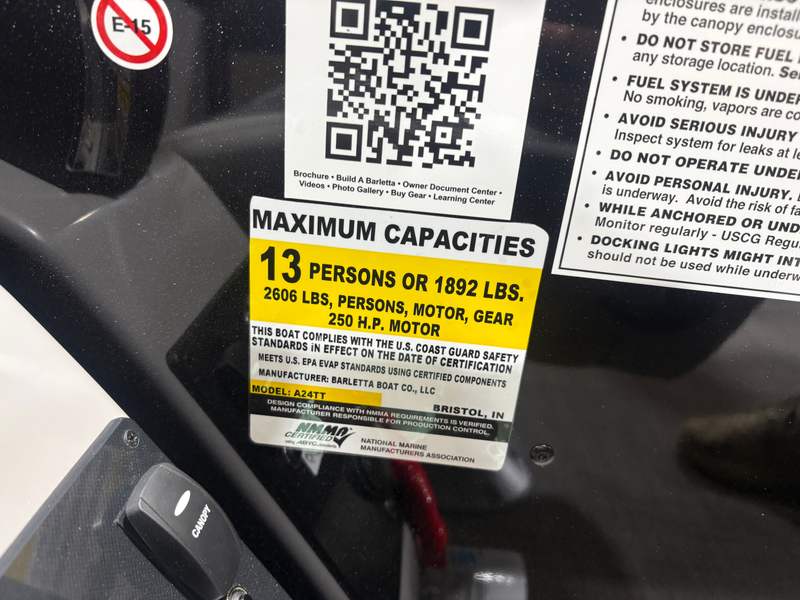 E-15
Brochure • Build A Barletta • Owner Document Center •
Videos • Photo Gallery • Buy Gear • Learning Center
enclosures are install
by the canopy enclosu
• DO NOT STORE FUEL
any storage location. Se
• FUEL SYSTEM IS UNDE
No smoking, vapors are co
• AVOID SERIOUS INJURY
Inspect system for leaks at le
• DO NOT OPERATE UNDE
• AVOID PERSONAL INJURY.
is underway. Avoid the risk of fa
• WHILE ANCHORED OR UND
Monitor regularly - USCG Regu
• DOCKING LIGHTS MIGHT INT
should not be used while underw
MAXIMUM CAPACITIES
13 PERSONS OR 1892 LBS.
2606 LBS, PERSONS, MOTOR, GEAR
250 H.P. MOTOR
THIS BOAT COMPLIES WITH THE U.S. COAST GUARD SAFETY
STANDARDS iN EFFECT ON THE DATE OF CERTIFICATION
MEETS U.S. EPA EVAP STANDARDS USING CERTIFIED COMPONENTS
MANUFACTURER: BARLETTA BOAT CO., LLC
MODEL: A24TT
BRISTOL, IN
DESIGN COMPLIANCE WITH NMMA REQUIREMENTS IS VERIFIED.
MANUFACTURER RESPONSIBLE FOR PRODUCTION CONTROL.
NMMA
CERTIFIED
NATIONAL MARINE
MANUFACTURERS ASSOCIATION
CANOPY